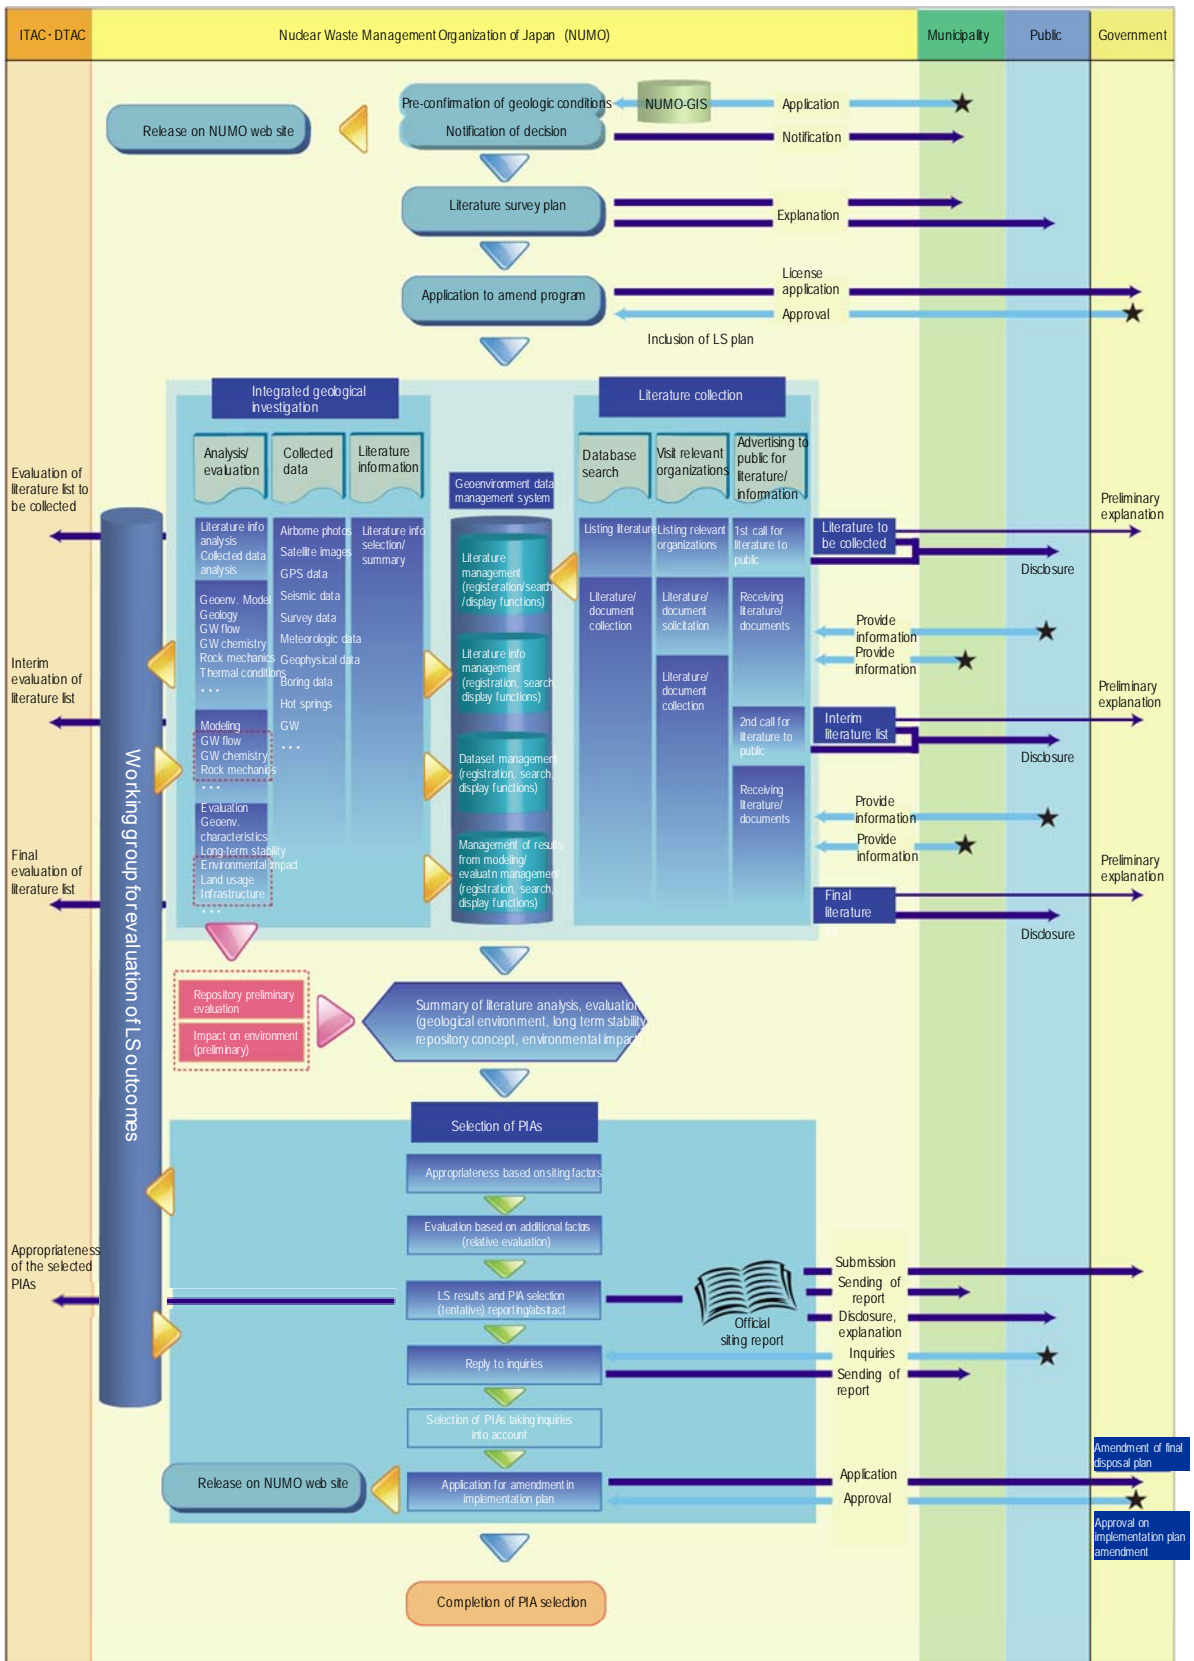 ITAC・DTAC
Nuclear Waste Management Organization of Japan (NUMO)
Municipality
Public
Government
Pre-confirmation of geologic conditions
NUMO-GIS
Application
Release on NUMO web site
Notification of decision
Notification
Literature survey plan
Explanation
License
application
Application to amend program
Approval
Inclusion of LS plan
Integrated geological
investigation
Literature collection
Analysis/
evaluation
Collected
data
Literature
information
Geoenvironment data
management system
Database
search
Visit relevant
organizations
Advertising to
public for
literature/
information
Evaluation of
literature list to
be collected
Interim
evaluation of
literature list
Final
evaluation of
literature list
Working group for evaluation of LS outcomes
Literature info
analysis
Collected data
analysis
Geoenv. Model
Geology
GW flow
GW chemistry
Rock mechanics
Thermal conditions
• • •
Modeling
GW flow
GW chemistry
Rock mechanics
• • •
Evaluation
Geoenv.
characteristics
Long-term stability
Environmental impact
Land usage
Infrastructure
• • •
Airborne photos
Satellite images
GPS data
Seismic data
Survey data
Meteorologic data
Geophysical data
Boring data
Hot springs
GW
• • •
Literature info
selection/
summary
Literature
management
(registeration/search
/display functions)
Literature info
management
(registration, search,
display functions)
Dataset management
(registration, search,
display functions)
Management of results
from modeling/
evaluatn management
(registration, search,
display functions)
Listing literature
Literature/
document
collection
Listing relevant
organizations
Literature/
document
solicitation
Literature/
document
collection
1st call for
literature to
public
Receiving
literature/
documents
2nd call for
literature to
public
Receiving
literature/
documents
Literature to
be collected
Preliminary
explanation
Disclosure
Provide
information
Provide
information
Interim
literature list
Preliminary
explanation
Disclosure
Provide
information
Provide
information
Final
literature
Preliminary
explanation
Disclosure
Repository preliminary
evaluation
Impact on environment
(preliminary)
Summary of literature analysis, evaluation
(geological environment, long term stability
repository concept, environmental impac
Selection of PIAs
Appropriateness based on siting factors
Evaluation based on additional factors
(relative evaluation)
Appropriateness
of the selected
PIAs
LS results and PIA selection
(tentative) reporting/abstract
Official
siting report
Submission
Sending of
report
Disclosure,
explanation
Reply to inquiries
Inquiries
Sending of
report
Selection of PIAs taking inquiries
into account
Release on NUMO web site
Application for amendment in
implementation plan
Application
Approval
Amendment of final
disposal plan
Approval on
implementation plan
amendment
Completion of PIA selection